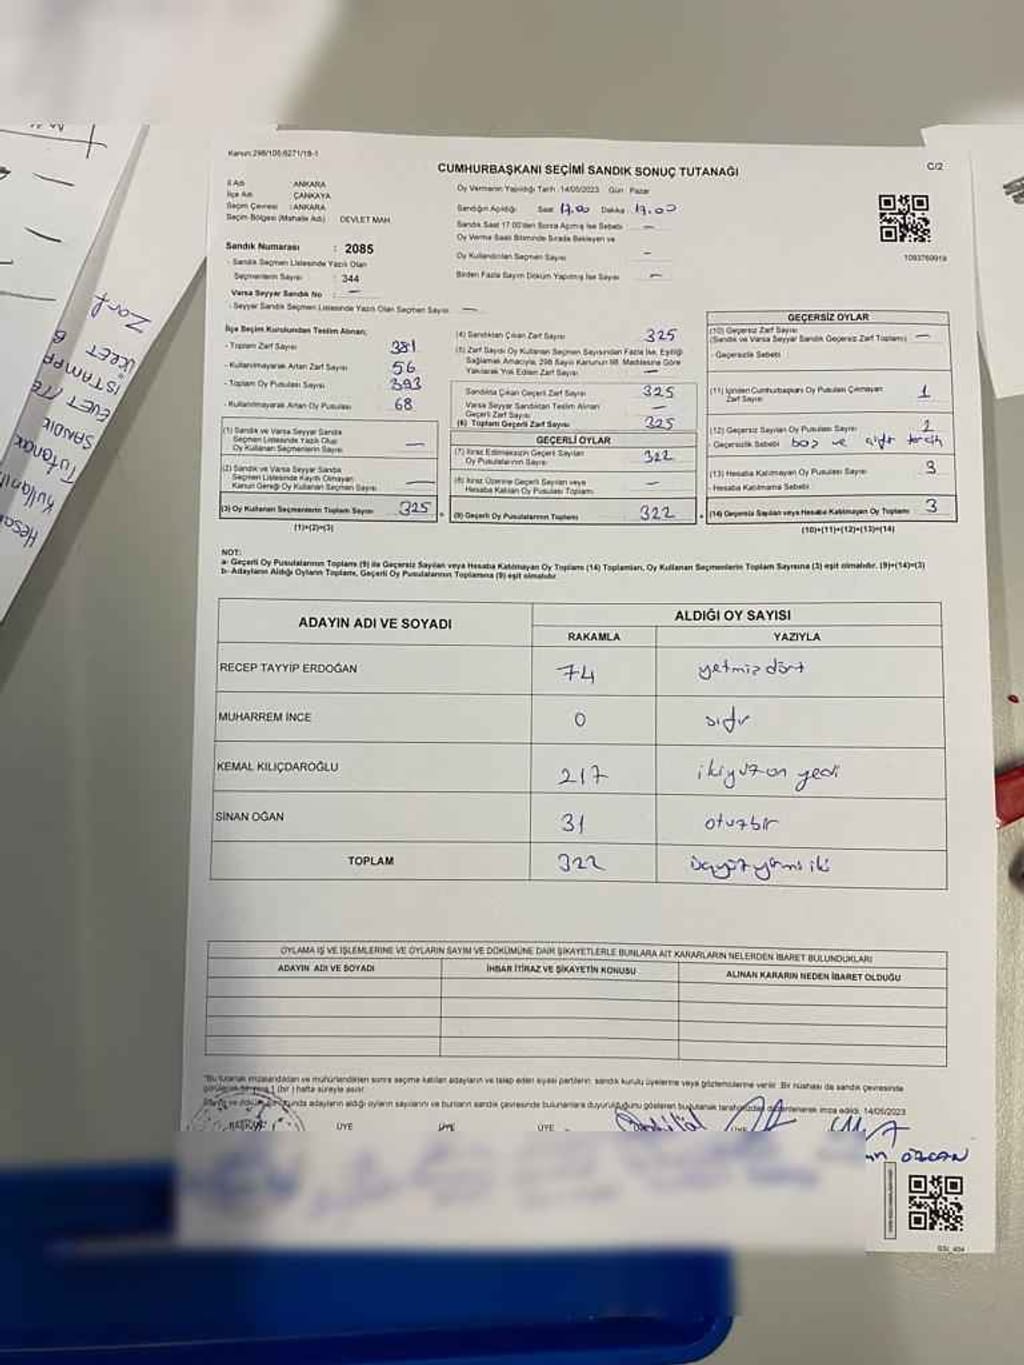 Kanun:298/105;6271/18-1
CUMHURBAŞKANI SEÇİMİ SANDIK SONUÇ TUTANAĞI
C/2
İl Adı : ANKARA
İlçe Adı : ÇANKAYA
Seçim Çevresi : ANKARA
Seçim Bölgesi (Mahalle Adı) : DEVLET MAH.
Sandık Numarası : 2085
- Sandık Seçmen Listesinde Yazılı Olan
Seçmenlerin Sayısı : 344
Varsa Seyyar Sandık No : —
- Seyyar Sandık Seçmen Listesinde Yazılı Olan Seçmen Sayısı : —
Oy Vermenin Yapıldığı Tarih : 14/05/2023 Gün : Pazar
Sandığın Açıldığı Saat : 17.00 Dakika : 17.00
Sandık Saat 17.00'den Sonra Açılmış İse Sebebi : —
Oy Verme Saati Bitiminde Sırada Bekleyen ve
Oy Kullandırılan Seçmen Sayısı : —
Birden Fazla Sayım Döküm Yapılmış İse Sayısı : —
1093760919
İlçe Seçim Kurulundan Teslim Alınan;
- Toplam Zarf Sayısı : 381
- Kullanılmayarak Artan Zarf Sayısı : 56
- Toplam Oy Pusulası Sayısı : 393
- Kullanılmayarak Artan Oy Pusulası : 68
(1) Sandık ve Varsa Seyyar Sandık
Seçmen Listesinde Yazılı Olup
Oy Kullanan Seçmenlerin Sayısı : —
(2) Sandık ve Varsa Seyyar Sandık
Seçmen Listesinde Kayıtlı Olmayan
Kanun Gereği Oy Kullanan Seçmen Sayısı : —
(3) Oy Kullanan Seçmenlerin Toplam Sayısı : 325
(1)+(2)=(3)
(4) Sandıktan Çıkan Zarf Sayısı : 325
(5) Zarf Sayısı Oy Kullanan Seçmen Sayısından Fazla İse, Eşitliği
Sağlamak Amacıyla, 298 Sayılı Kanunun 98. Maddesine Göre
Yakılarak Yok Edilen Zarf Sayısı : —
Sandıkta Çıkan Geçerli Zarf Sayısı : 325
Varsa Seyyar Sandıktan Teslim Alınan
Geçerli Zarf Sayısı : —
(6) Toplam Geçerli Zarf Sayısı : 325
GEÇERLİ OYLAR
(7) İtiraz Edilmeksizin Geçerli Sayılan
Oy Pusulalarının Sayısı : 322
(8) İtiraz Üzerine Geçerli Sayılan veya
Hesaba Katılan Oy Pusulası Toplamı : —
(9) Geçerli Oy Pusulalarının Toplamı : 322
GEÇERSİZ OYLAR
(10) Geçersiz Zarf Sayısı
(Sandık ve Varsa Seyyar Sandık Geçersiz Zarf Toplamı) : —
- Geçersizlik Sebebi :
(11) İçinden Cumhurbaşkanı Oy Pusulası Çıkmayan
Zarf Sayısı : 1
(12) Geçersiz Sayılan Oy Pusulası Sayısı : 2
- Geçersizlik Sebebi : boş ve çift tercih
(13) Hesaba Katılmayan Oy Pusulası Sayısı : 3
- Hesaba Katılmama Sebebi :
(14) Geçersiz Sayılan veya Hesaba Katılmayan Oy Toplamı : 3
(10)+(11)+(12)+(13)=(14)
NOT:
a- Geçerli Oy Pusulalarının Toplamı (9) ile Geçersiz Sayılan veya Hesaba Katılmayan Oy Toplamı (14) Toplamları, Oy Kullanan Seçmenlerin Toplam Sayısına (3) eşit olmalıdır. (9)+(14)=(3)
b- Adayların Aldığı Oyların Toplamı, Geçerli Oy Pusulalarının Toplamına (9) eşit olmalıdır.
ADAYIN ADI VE SOYADI
ALDIĞI OY SAYISI
RAKAMLA YAZIYLA
RECEP TAYYİP ERDOĞAN 74 yetmiş dört
MUHARREM İNCE 0 sıfır
KEMAL KILIÇDAROĞLU 217 ikiyüz on yedi
SİNAN OĞAN 31 otuzbir
TOPLAM 322 üçyüz yirmi iki
OYLAMA İŞ VE İŞLEMLERİNE VE OYLARIN SAYIM VE DÖKÜMÜNE DAİR ŞİKAYETLERLE BUNLARA AİT KARARLARIN NELERDEN İBARET BULUNDUKLARI
ADAYIN ADI VE SOYADI İHBAR İTİRAZ VE ŞİKAYETİN KONUSU ALINAN KARARIN NEDEN İBARET OLDUĞU
"Bu tutanak imzalandıktan ve mühürlendikten sonra seçime katılan adayların ve talep eden siyasi partilerin, sandık kurulu üyelerine veya gözlemcilerine verilir. Bir nüshası da sandık çevresinde
1 (bir) hafta süreyle asılır.
adayların aldığı oyların sayılarını ve bunların sandık çevresinde bulunanlara duyurulduğunu gösteren bu tutanak tarafımızdan düzenlenerek imza edildi. 14/05/2023
ÜYE ÜYE ÜYE ÜYE
ÖZCAN
Zarf
ÜCRET
İSTAMPA 6
EVET
SANDIK
Tutanak